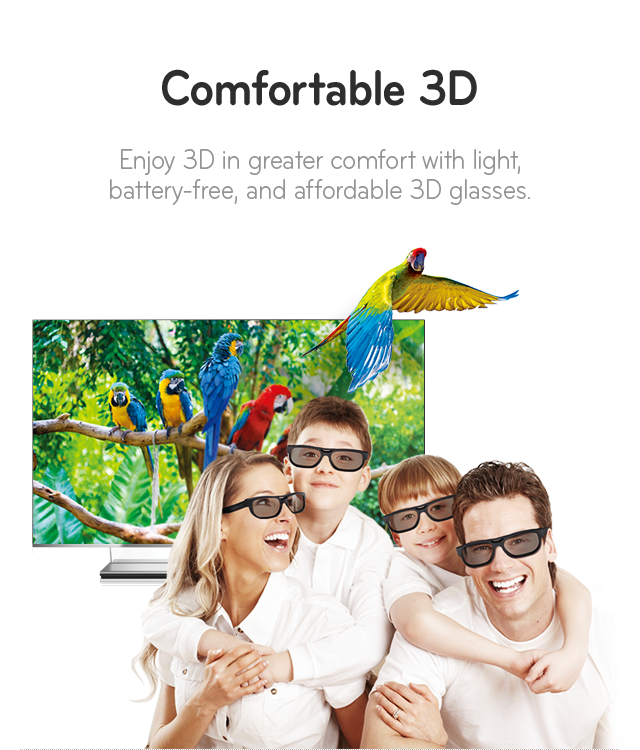 Comfortable 3D
Enjoy 3D in greater comfort with light,
battery-free, and affordable 3D glasses.